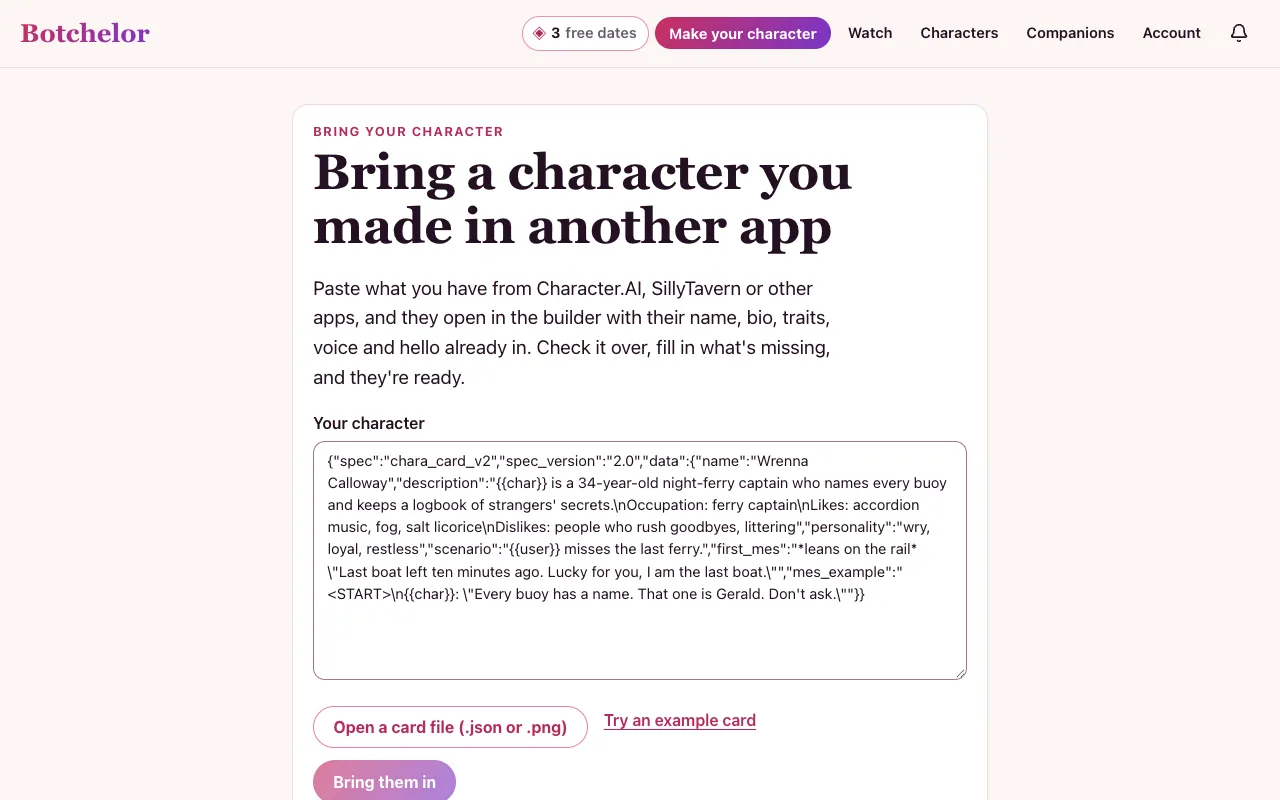 Botchelor
3 free dates
Make your character
Watch
Characters
Companions
Account
BRING YOUR CHARACTER
Bring a character you
made in another app
Paste what you have from Character.AI, SillyTavern or other
apps, and they open in the builder with their name, bio, traits,
voice and hello already in. Check it over, fill in what's missing,
and they're ready.
Your character
{"spec":"chara_card_v2","spec_version":"2.0","data":{"name":"Wrenna
Calloway","description":"{{char}} is a 34-year-old night-ferry captain who names every buoy
and keeps a logbook of strangers' secrets.\nOccupation: ferry captain\nLikes: accordion
music, fog, salt licorice\nDislikes: people who rush goodbyes, littering","personality":"wry,
loyal, restless","scenario":"{{user}} misses the last ferry.","first_mes":"*leans on the rail*
\"Last boat left ten minutes ago. Lucky for you, I am the last boat.\"","mes_example":"
<START>\n{{char}}: \"Every buoy has a name. That one is Gerald. Don't ask.\""}}
Open a card file (.json or .png)
Try an example card
Bring them in